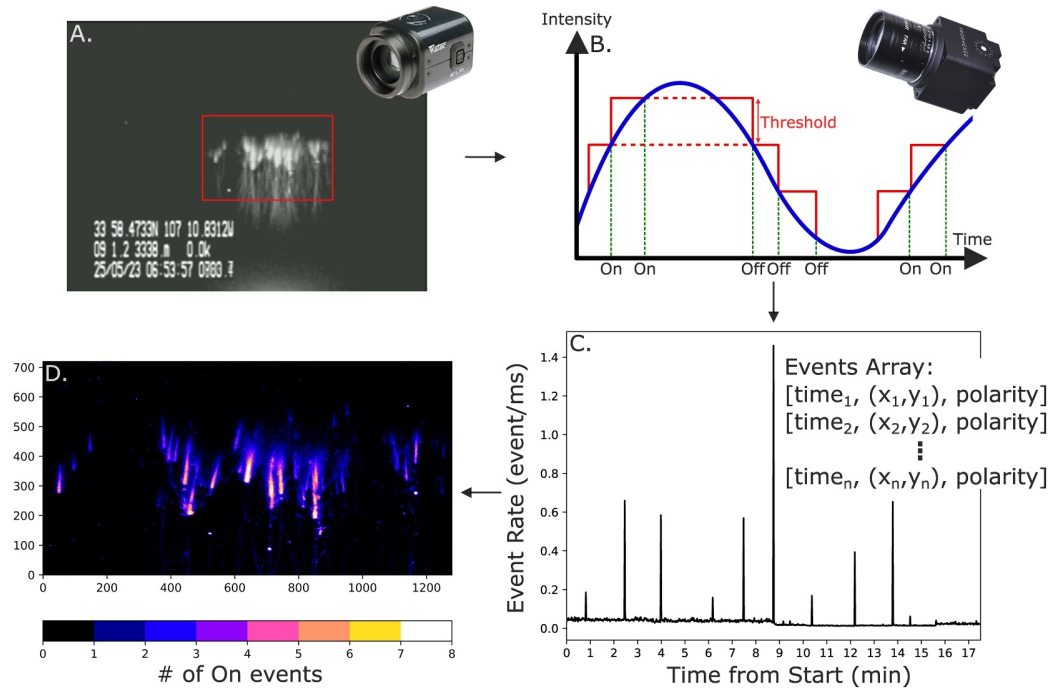 A.
Watec
33 58.4733N 107 10.8312W
09 1.2 3338.m 0.0k
25/05/23 06:53:57
Intensity
B.
Threshold
Time
On On Off Off Off On On
D.
700
600
500
400
300
200
100
0
0 200 400 600 800 1000 1200
0 1 2 3 4 5 6 7 8
# of On events
C.
Events Array:
[time₁, (x₁,y₁), polarity]
[time₂, (x₂,y₂), polarity]
[timeₙ, (xₙ,yₙ), polarity]
Event Rate (event/ms)
1.4
1.2
1.0
0.8
0.6
0.4
0.2
0.0
0 1 2 3 4 5 6 7 8 9 10 11 12 13 14 15 16 17
Time from Start (min)